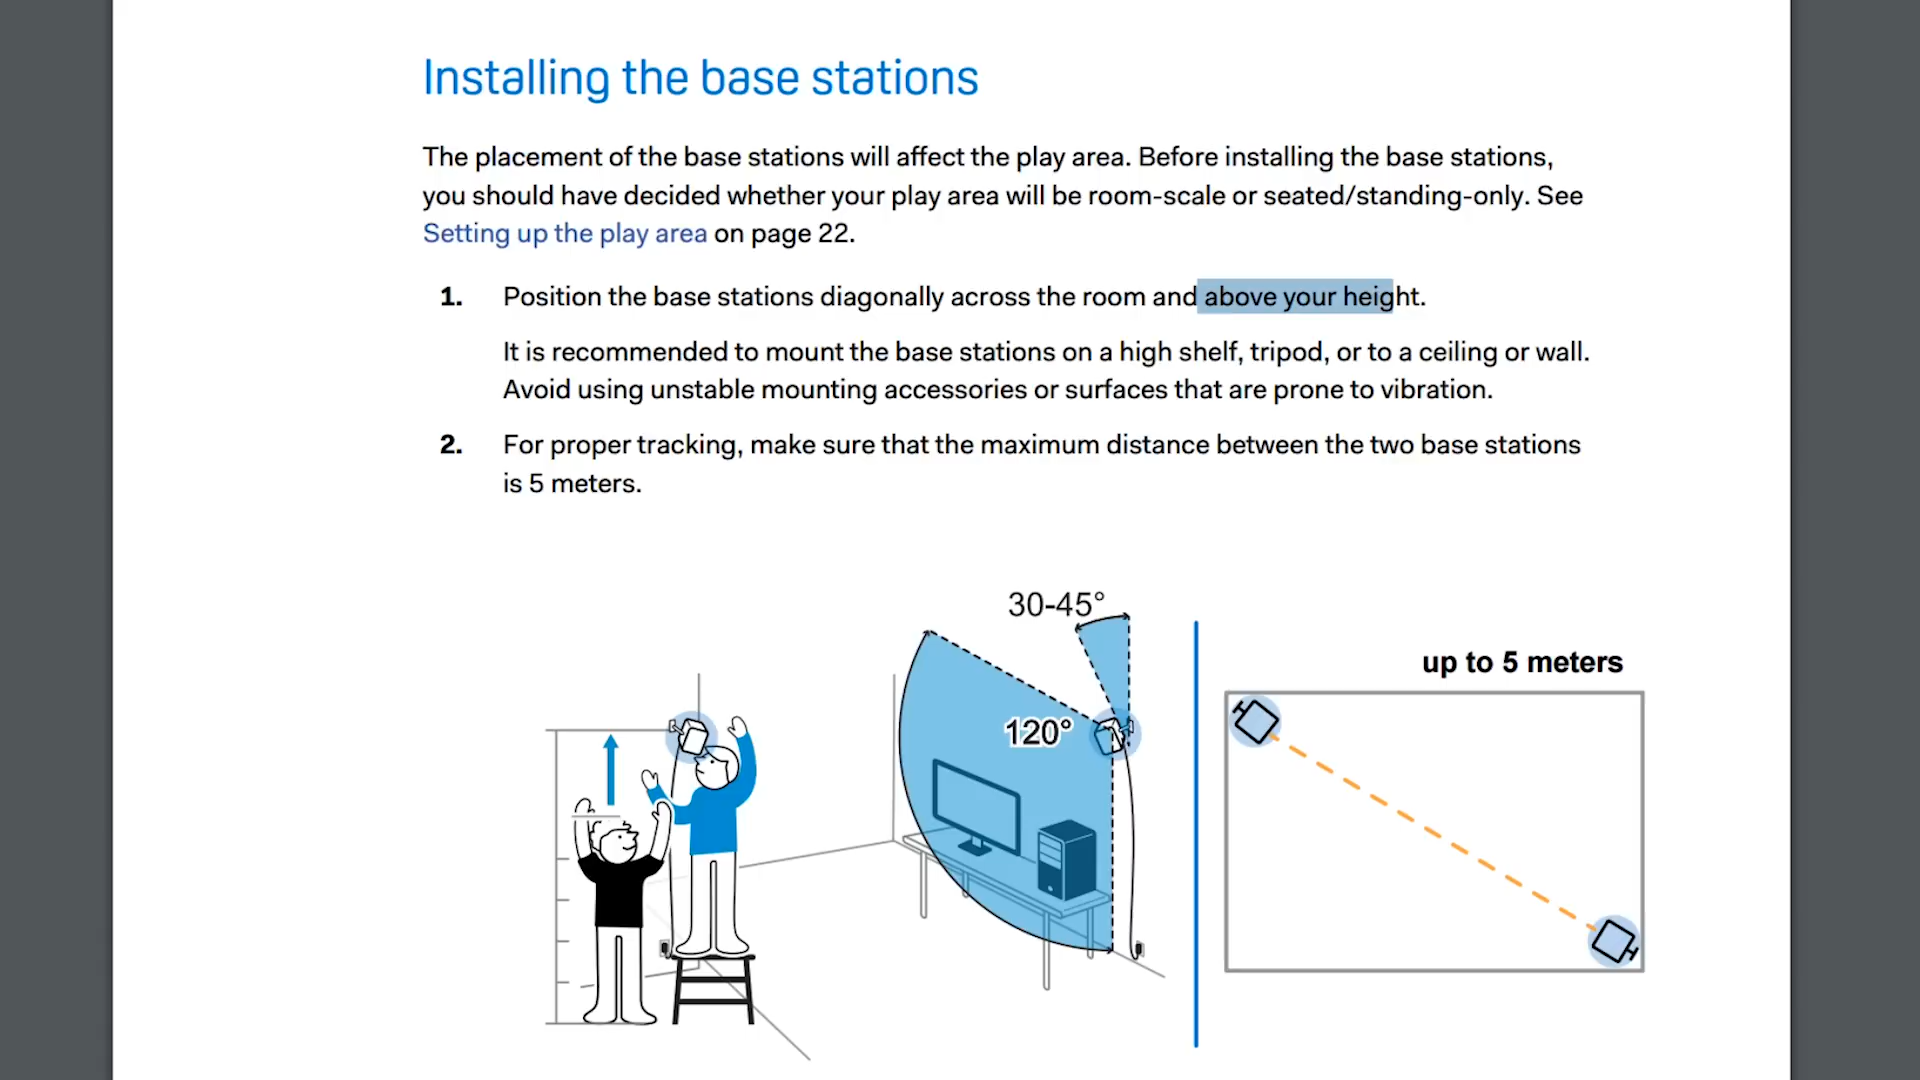 Installing the base stations
The placement of the base stations will affect the play area. Before installing the base stations,
you should have decided whether your play area will be room-scale or seated/standing-only. See
Setting up the play area on page 22.
1. Position the base stations diagonally across the room and above your height.
It is recommended to mount the base stations on a high shelf, tripod, or to a ceiling or wall.
Avoid using unstable mounting accessories or surfaces that are prone to vibration.
2. For proper tracking, make sure that the maximum distance between the two base stations
is 5 meters.
30-45°
120°
up to 5 meters